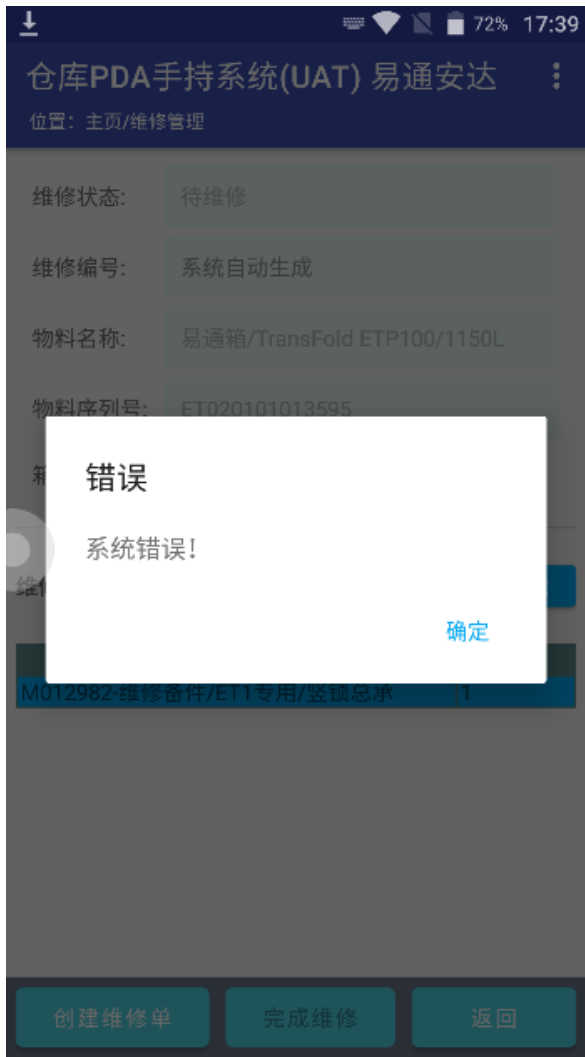 72% 17:39
仓库PDA手持系统(UAT) 易通安达
位置：主页/维修管理
维修状态: 待维修
维修编号: 系统自动生成
物料名称: 易通箱/TransFold ETP100/1150L
物料序列号: ET020101013595
错误
系统错误!
维修
确定
M012982-维修备件/ET1专用/竖锁总承 1
创建维修单 完成维修 返回